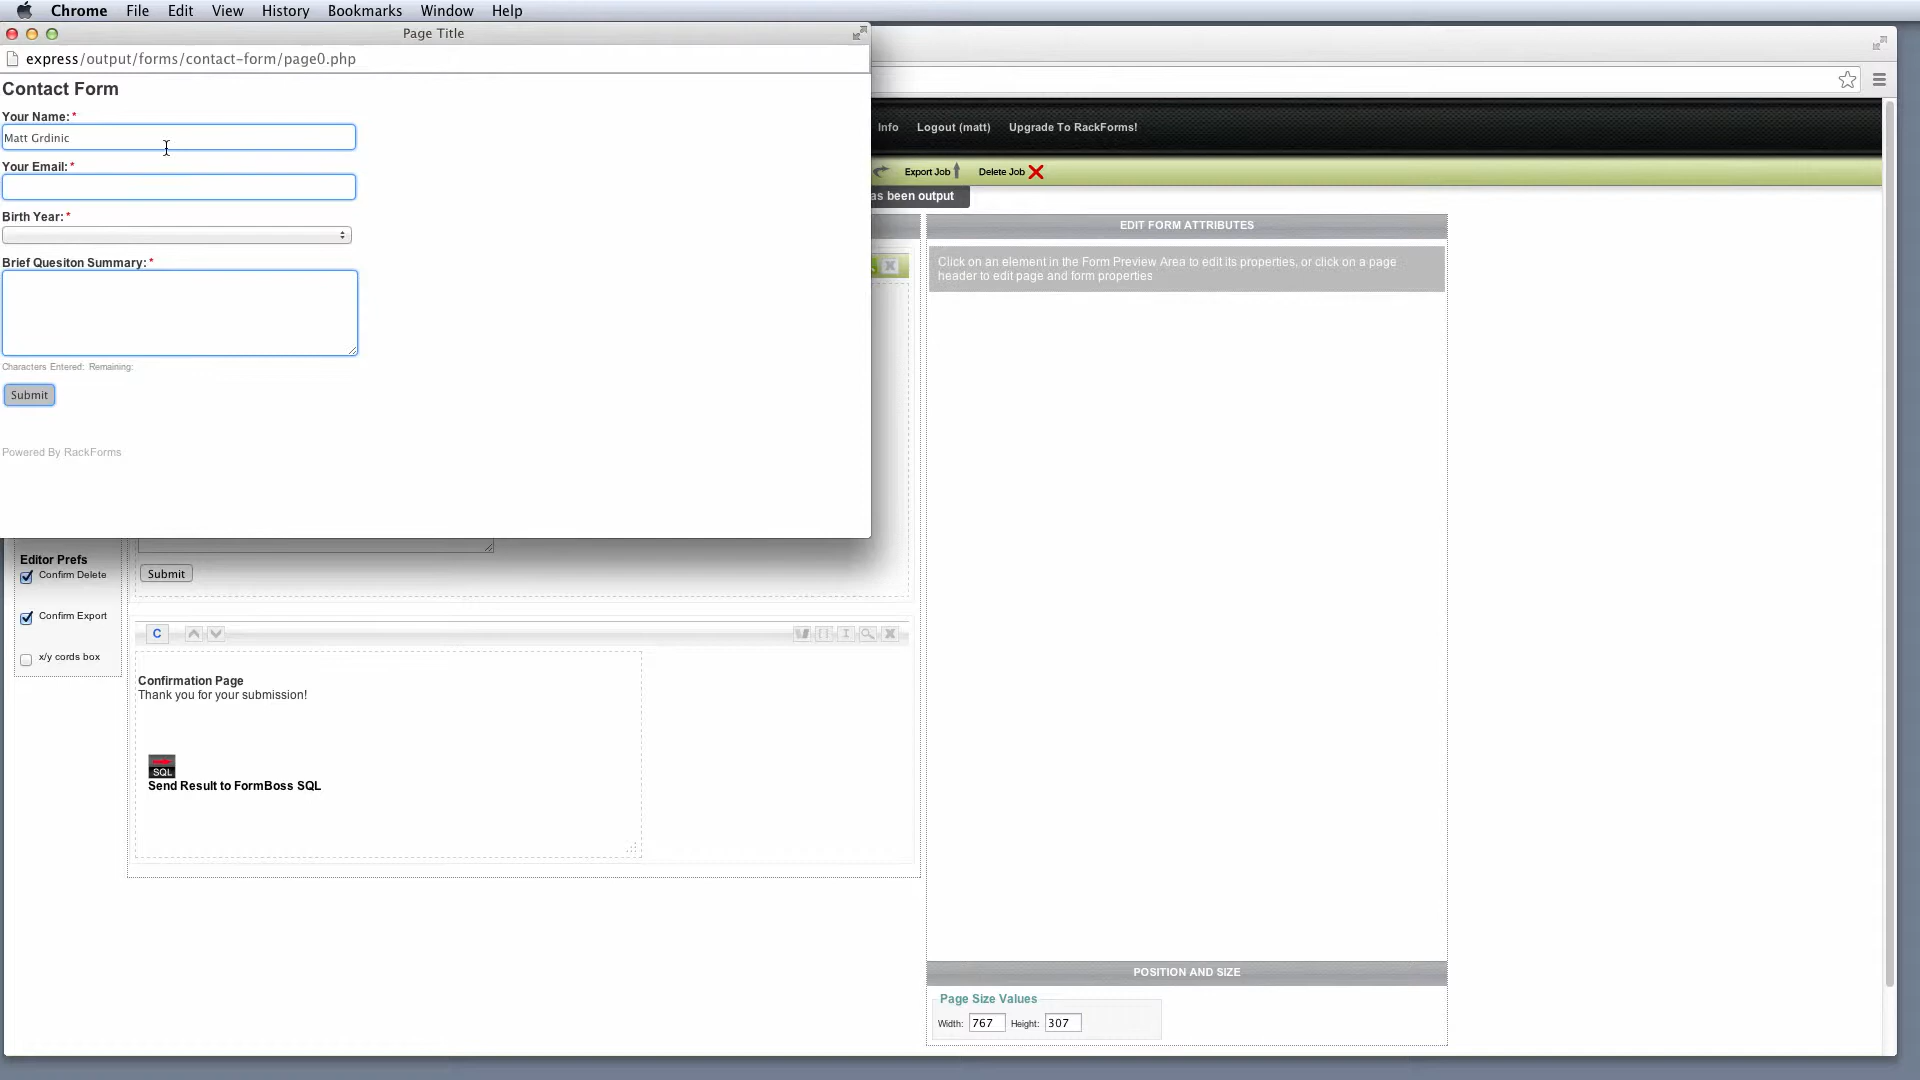 Chrome File Edit View History Bookmarks Window Help
Page Title
express/output/forms/contact-form/page0.php
Contact Form
Your Name: *
Matt Grdinic
Your Email: *
Birth Year: *
Brief Quesiton Summary: *
Characters Entered: Remaining:
Submit
Powered By RackForms
Info Logout (matt) Upgrade To RackForms!
Export Job Delete Job
as been output
EDIT FORM ATTRIBUTES
Click on an element in the Form Preview Area to edit its properties, or click on a page
header to edit page and form properties
Editor Prefs
Confirm Delete
Confirm Export
x/y cords box
Submit
C
Confirmation Page
Thank you for your submission!
SQL
Send Result to FormBoss SQL
POSITION AND SIZE
Page Size Values
Width: 767 Height: 307